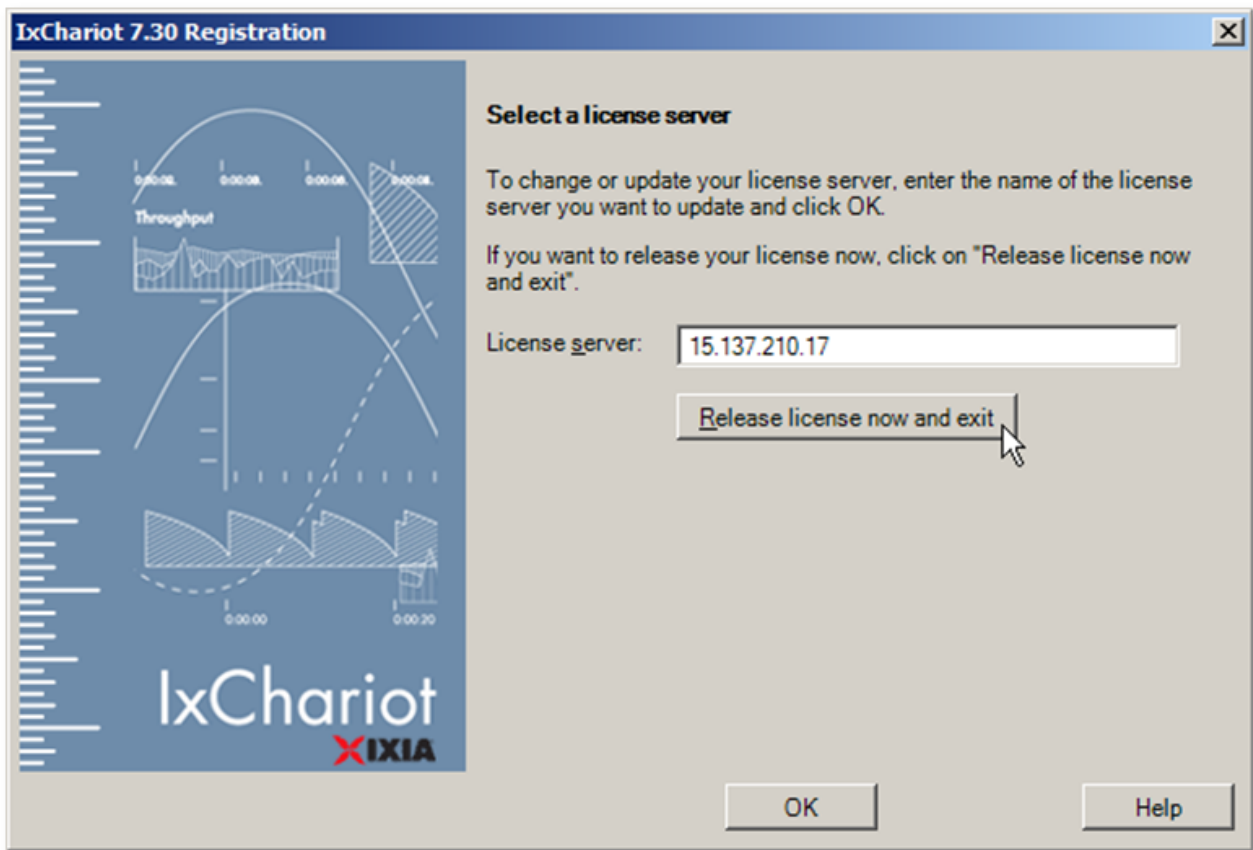 IxChariot 7.30 Registration
Select a license server
To change or update your license server, enter the name of the license
server you want to update and click OK.
If you want to release your license now, click on "Release license now
and exit".
License server:
15.137.210.17
Release license now and exit
Throughput
0:00:00
0:00:20
IxChariot
IXIA
OK
Help